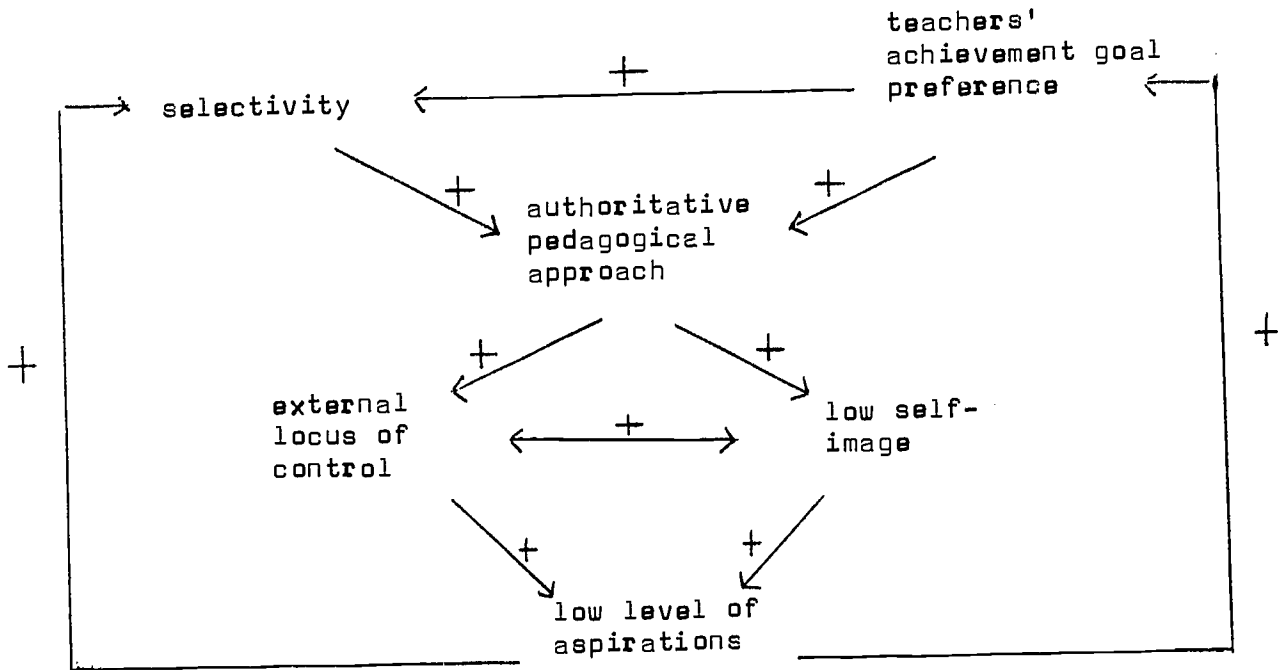 teachers'
achievement goal
preference
+
selectivity
+
+
authoritative
pedagogical
approach
+
+
+
+
external
locus of
control
+
low self-
image
+
+
low level of
aspirations